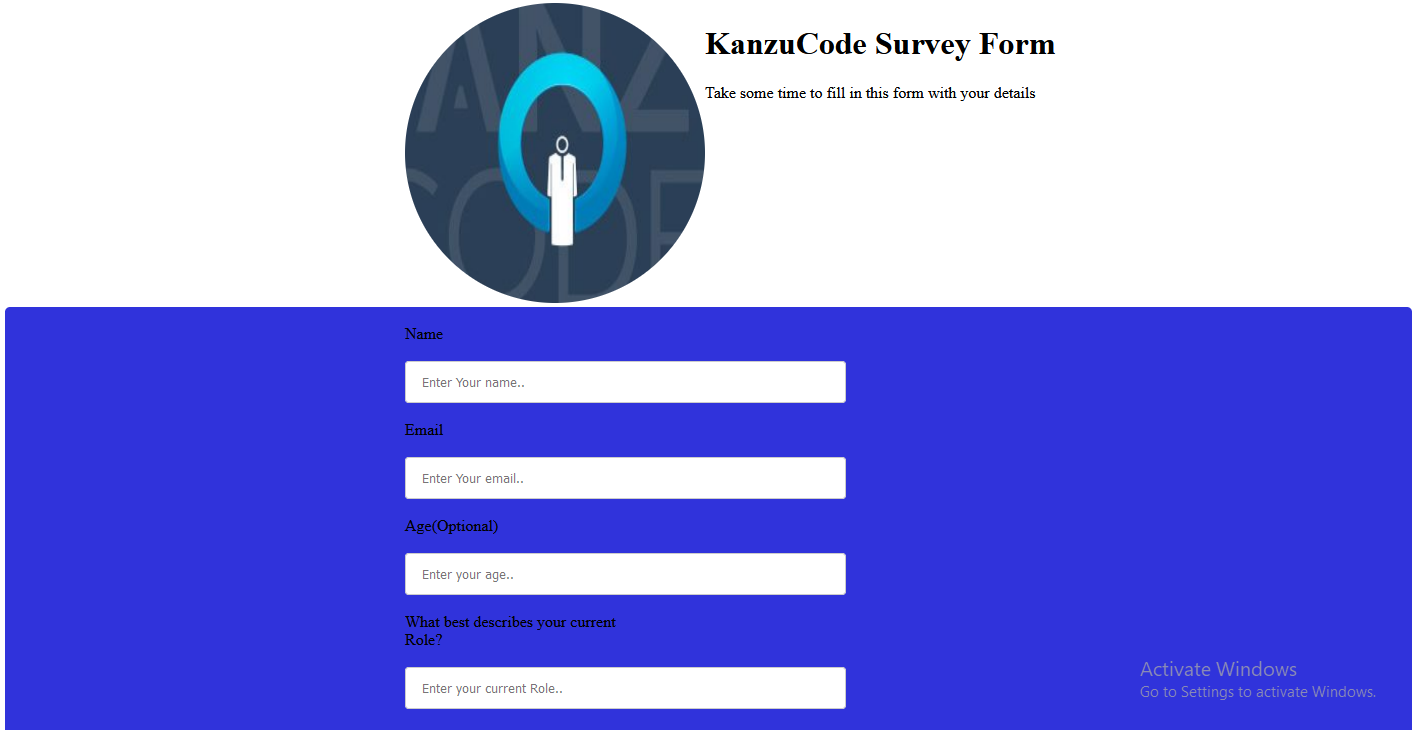 ANZ
CODE
KanzuCode Survey Form
Take some time to fill in this form with your details
Name
Enter Your name..
Email
Enter Your email..
Age(Optional)
Enter your age..
What best describes your current
Role?
Enter your current Role..
Activate Windows
Go to Settings to activate Windows.